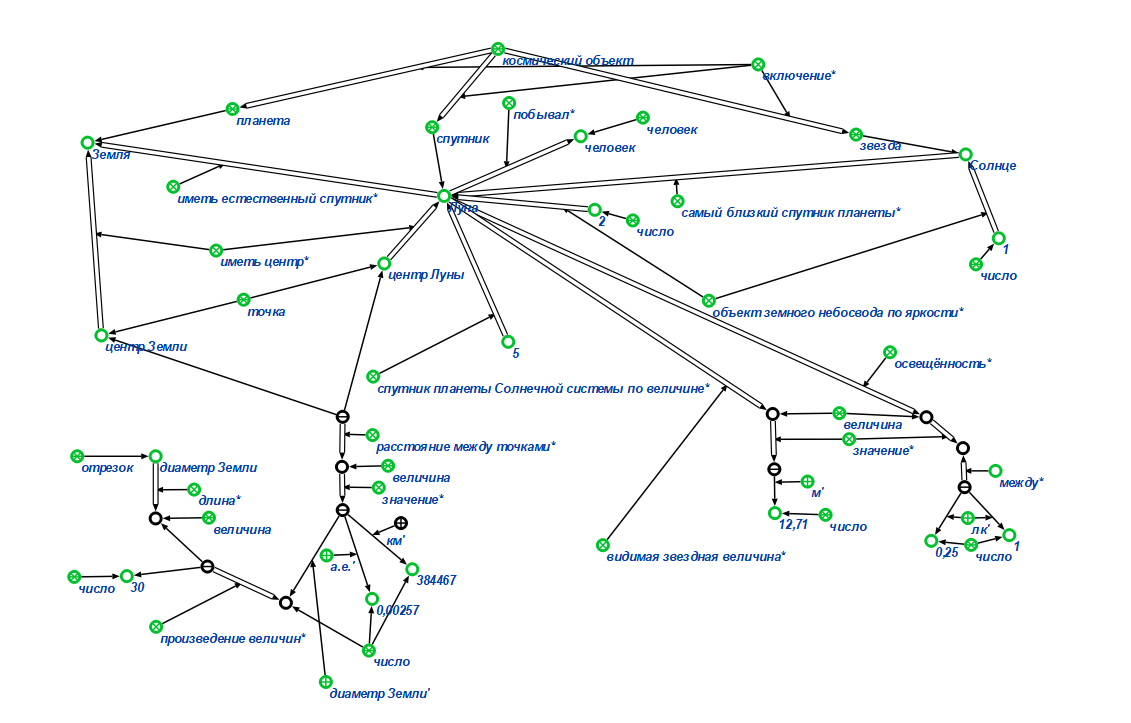 космический объект
включение*
планета
побывал*
человек
спутник
человек
звезда
Земля
Солнце
иметь естественный спутник*
Луна
самый близкий спутник планеты*
2
число
1
иметь центр*
центр Луны
число
точка
объект земного небосвода по яркости*
центр Земли
5
освещённость*
спутник планеты Солнечной системы по величине*
величина
расстояние между точками*
значение*
отрезок
диаметр Земли
величина
между*
длина*
значение*
м'
величина
12,71
число
лк'
км'
0,25
число
1
видимая звездная величина*
а.е.'
384467
число
30
0,00257
произведение величин*
число
диаметр Земли'